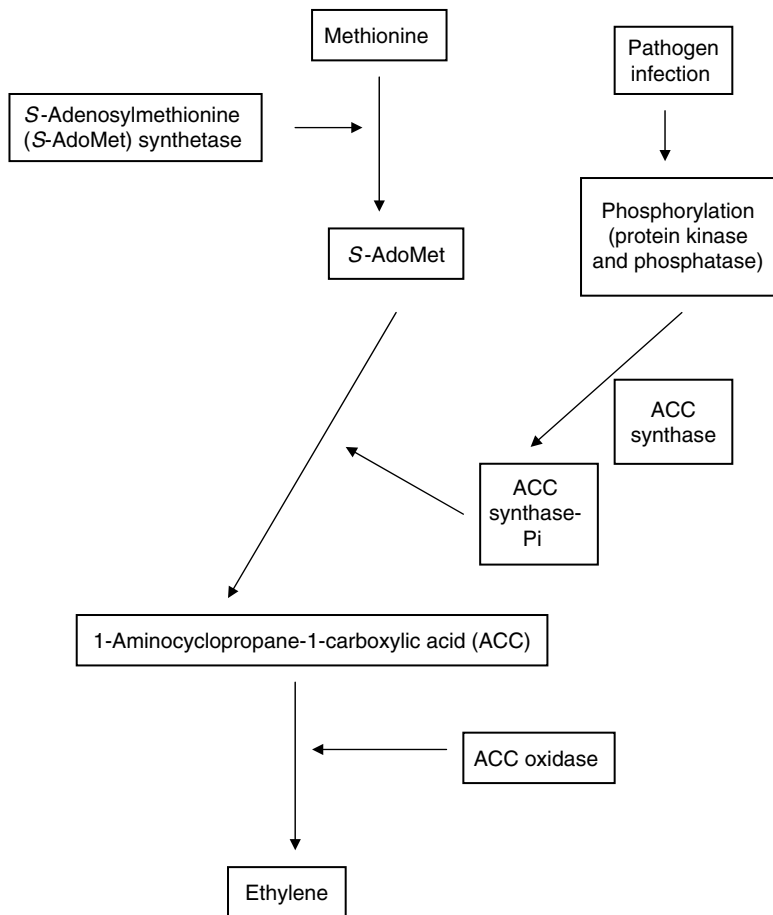 Methionine
Pathogen
infection
S-Adenosylmethionine
(S-AdoMet) synthetase
Phosphorylation
(protein kinase
and phosphatase)
S-AdoMet
ACC
synthase
ACC
synthase-
Pi
1-Aminocyclopropane-1-carboxylic acid (ACC)
ACC oxidase
Ethylene